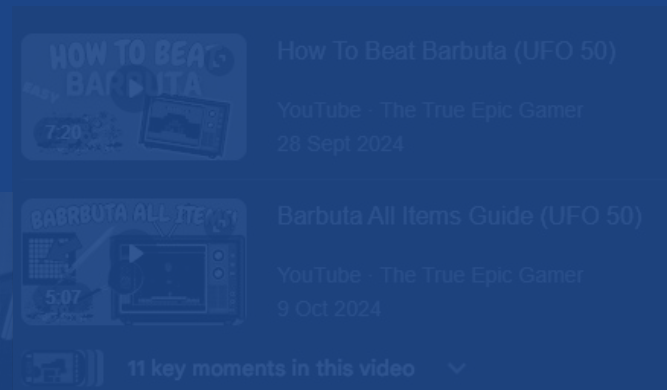 HOW TO BEAT
BARBUTA
EASY
7:20
How To Beat Barbuta (UFO 50)
YouTube · The True Epic Gamer
28 Sept 2024
BABRBUTA ALL ITEMS
5:07
Barbuta All Items Guide (UFO 50)
YouTube · The True Epic Gamer
9 Oct 2024
11 key moments in this video